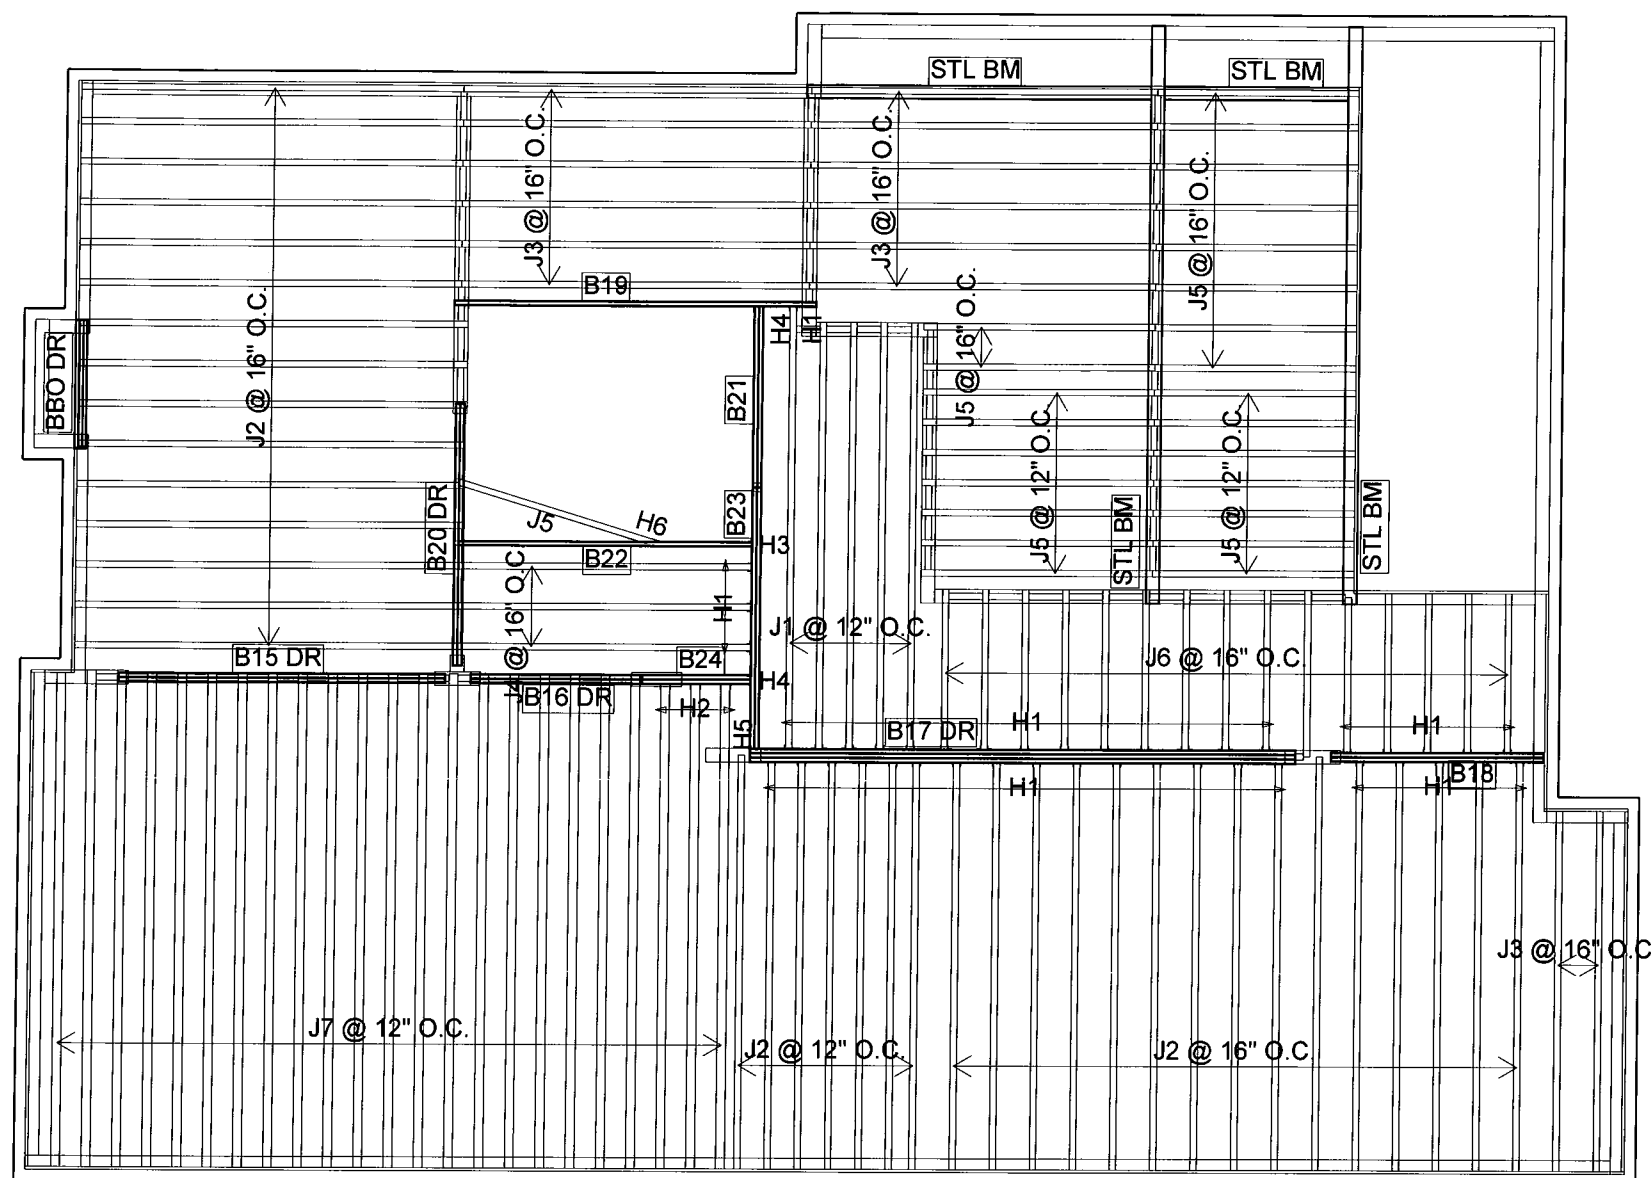 STL BM
STL BM
J3 @ 16" O.C.
J3 @ 16" O.C.
J5 @ 16" O.C.
J2 @ 16" O.C.
BBO DR
B19
H4
H1
J5 @ 16" O.C.
B21
B23
J5 @ 12" O.C.
J5 @ 12" O.C.
STL BM
STL BM
B20 DR
J5
H6
H3
B22
J4 @ 16" O.C.
H1
J1 @ 12" O.C.
B15 DR
B24
J6 @ 16" O.C.
H4
B16 DR
H2
H5
B17 DR
H1
H1
H1
H1
B18
J3 @ 16" O.C.
J7 @ 12" O.C.
J2 @ 12" O.C.
J2 @ 16" O.C.